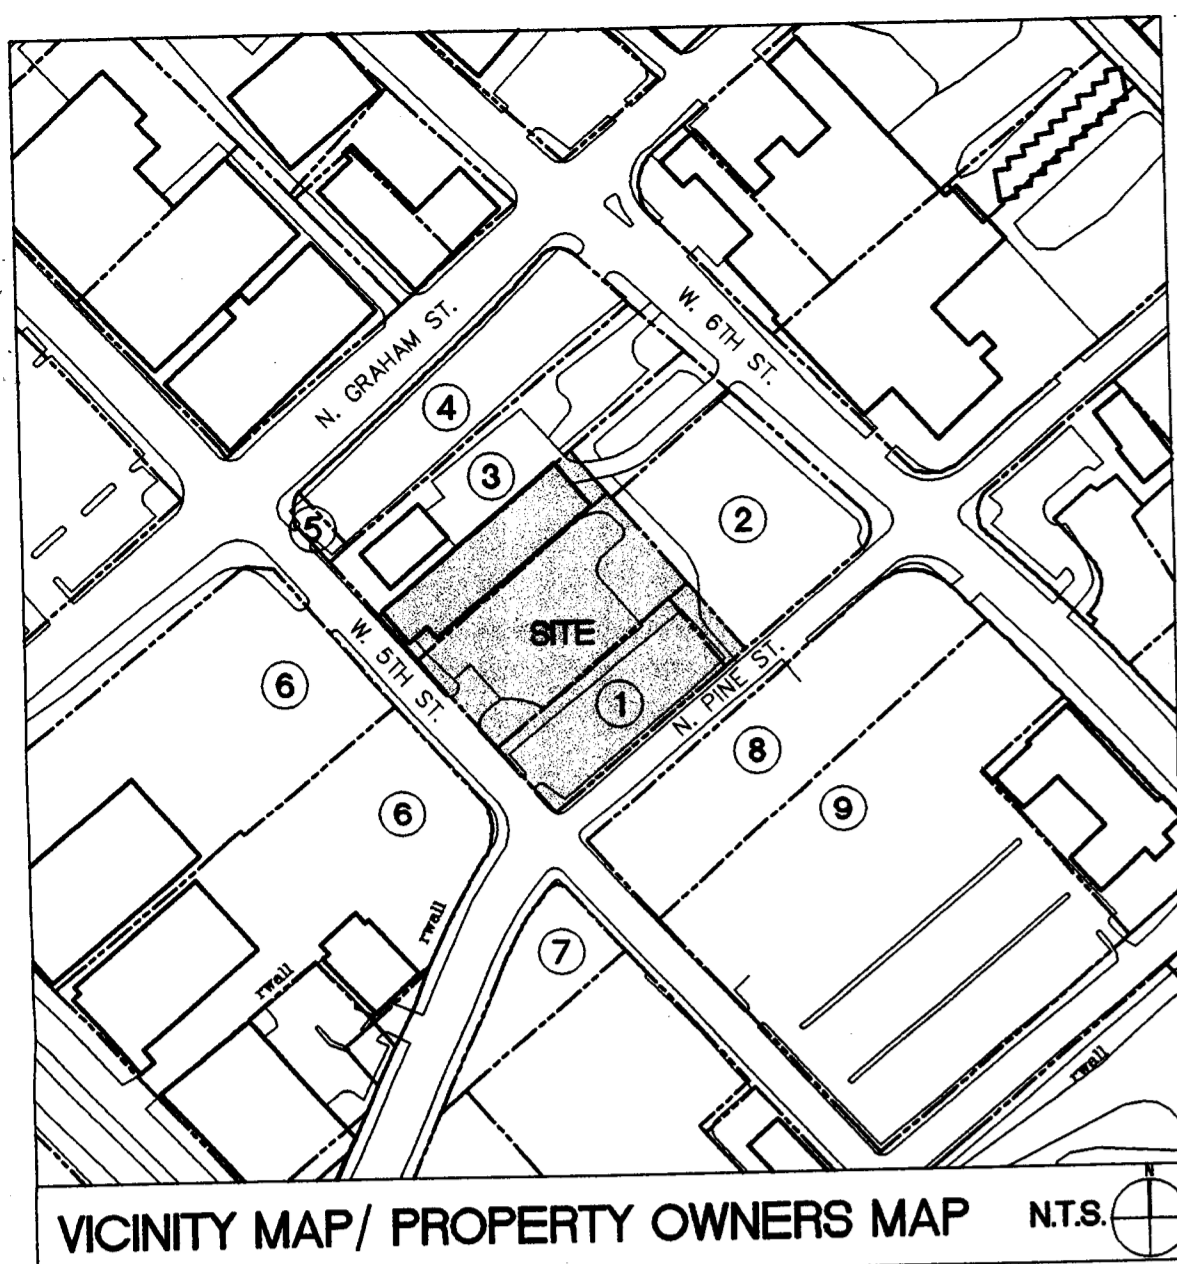 W. 6TH ST.
N. GRAHAM ST.
4
3
2
5
SITE
W. 5TH ST.
N. PINE ST.
1
6
8
6
9
rwall
7
rwall
rwall
VICINITY MAP/ PROPERTY OWNERS MAP
N.T.S.
N